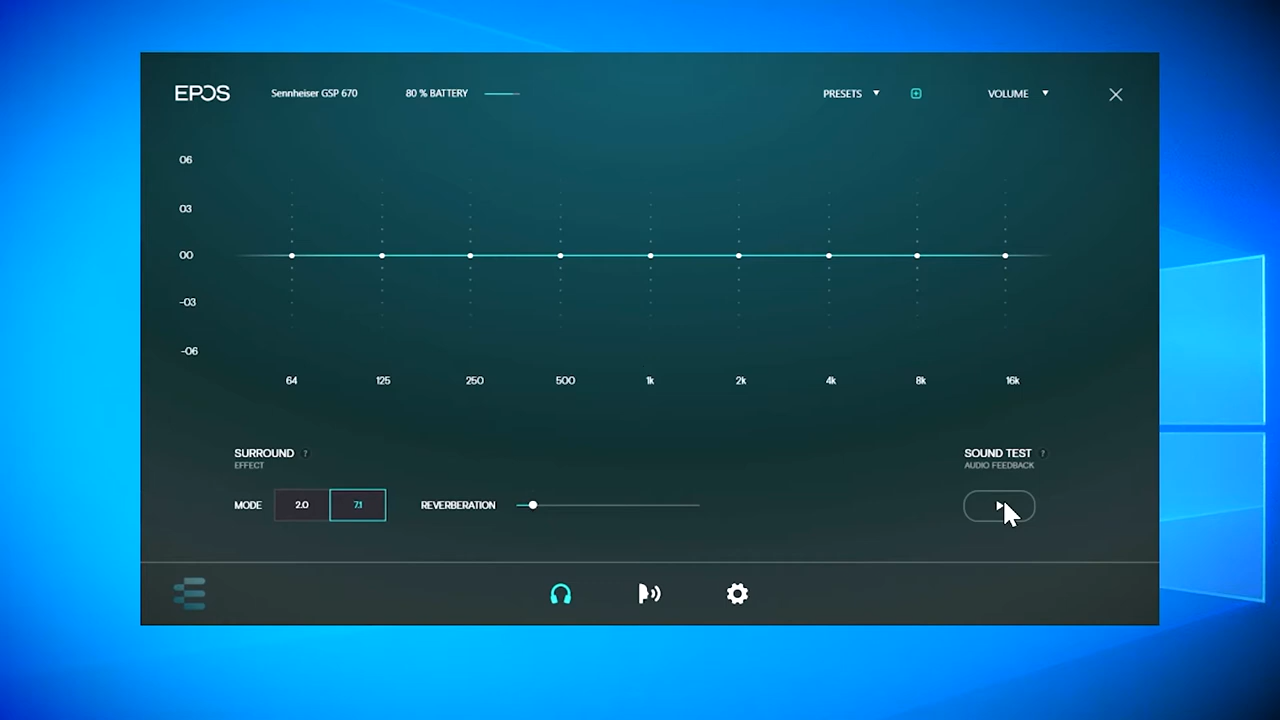 EPOS
Sennheiser GSP 670
80 % BATTERY
PRESETS
VOLUME
06
03
00
-03
-06
64 125 250 500 1k 2k 4k 8k 16k
SURROUND ?
EFFECT
SOUND TEST ?
AUDIO FEEDBACK
MODE 2.0 7.1 REVERBERATION